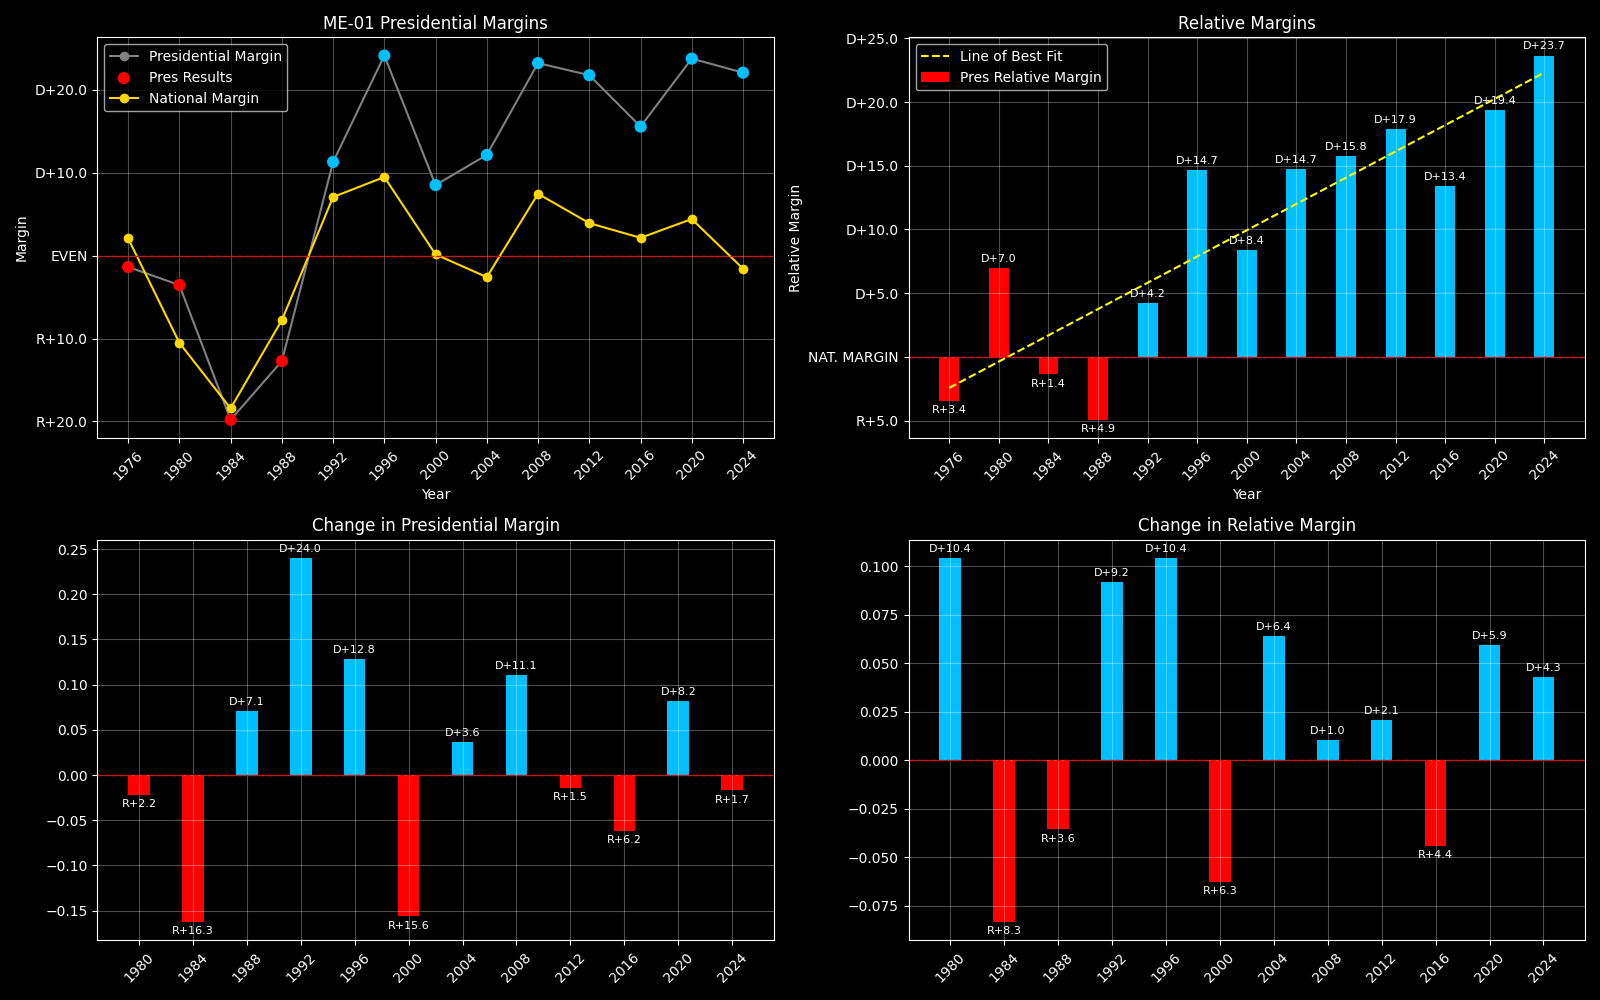 ME-01 Presidential Margins
Presidential Margin
Pres Results
National Margin
D+20.0
D+10.0
EVEN
R+10.0
R+20.0
Margin
1976 1980 1984 1988 1992 1996 2000 2004 2008 2012 2016 2020 2024
Year
Relative Margins
Line of Best Fit
Pres Relative Margin
D+25.0
D+20.0
D+15.0
D+10.0
D+5.0
NAT. MARGIN
R+5.0
Relative Margin
R+3.4 D+7.0 R+1.4 R+4.9 D+4.2 D+14.7 D+8.4 D+14.7 D+15.8 D+17.9 D+13.4 D+19.4 D+23.7
1976 1980 1984 1988 1992 1996 2000 2004 2008 2012 2016 2020 2024
Year
Change in Presidential Margin
0.25
0.20
0.15
0.10
0.05
0.00
−0.05
−0.10
−0.15
R+2.2 R+16.3 D+7.1 D+24.0 D+12.8 R+15.6 D+3.6 D+11.1 R+1.5 R+6.2 D+8.2 R+1.7
1980 1984 1988 1992 1996 2000 2004 2008 2012 2016 2020 2024
Change in Relative Margin
0.100
0.075
0.050
0.025
0.000
−0.025
−0.050
−0.075
D+10.4 R+8.3 R+3.6 D+9.2 D+10.4 R+6.3 D+6.4 D+1.0 D+2.1 R+4.4 D+5.9 D+4.3
1980 1984 1988 1992 1996 2000 2004 2008 2012 2016 2020 2024